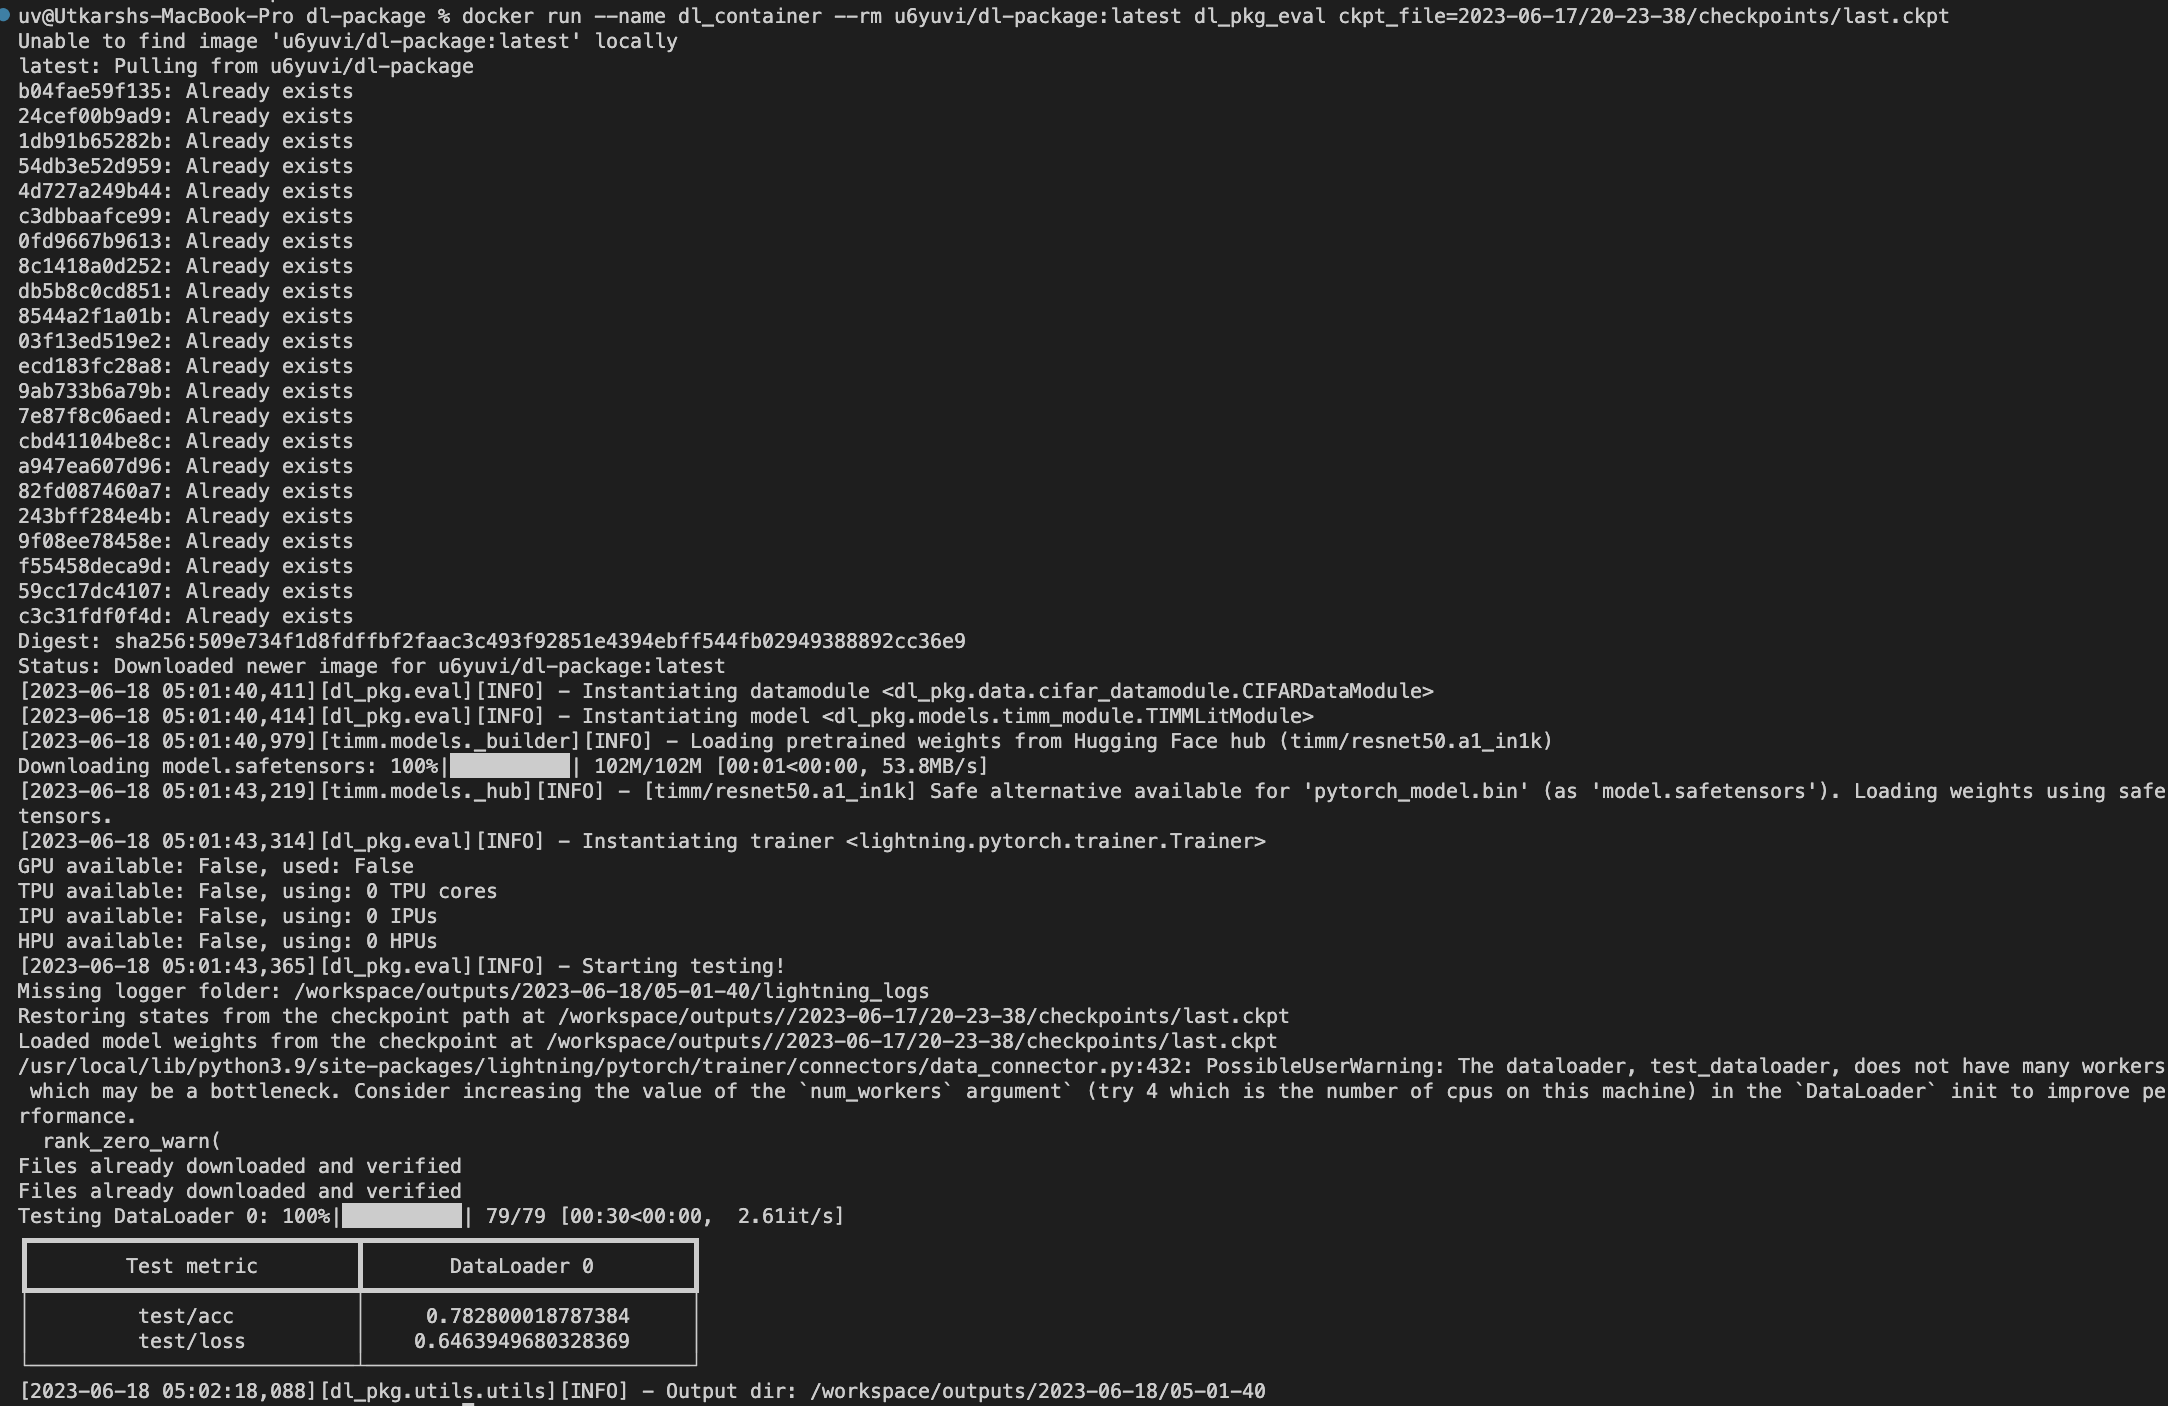 uv@Utkarshs-MacBook-Pro dl-package % docker run --name dl_container --rm u6yuvi/dl-package:latest dl_pkg_eval ckpt_file=2023-06-17/20-23-38/checkpoints/last.ckpt
Unable to find image 'u6yuvi/dl-package:latest' locally
latest: Pulling from u6yuvi/dl-package
b04fae59f135: Already exists
24cef00b9ad9: Already exists
1db91b65282b: Already exists
54db3e52d959: Already exists
4d727a249b44: Already exists
c3dbbaafce99: Already exists
0fd9667b9613: Already exists
8c1418a0d252: Already exists
db5b8c0cd851: Already exists
8544a2f1a01b: Already exists
03f13ed519e2: Already exists
ecd183fc28a8: Already exists
9ab733b6a79b: Already exists
7e87f8c06aed: Already exists
cbd41104be8c: Already exists
a947ea607d96: Already exists
82fd087460a7: Already exists
243bff284e4b: Already exists
9f08ee78458e: Already exists
f55458deca9d: Already exists
59cc17dc4107: Already exists
c3c31fdf0f4d: Already exists
Digest: sha256:509e734f1d8fdffbf2faac3c493f92851e4394ebff544fb02949388892cc36e9
Status: Downloaded newer image for u6yuvi/dl-package:latest
[2023-06-18 05:01:40,411][dl_pkg.eval][INFO] - Instantiating datamodule <dl_pkg.data.cifar_datamodule.CIFARDataModule>
[2023-06-18 05:01:40,414][dl_pkg.eval][INFO] - Instantiating model <dl_pkg.models.timm_module.TIMMLitModule>
[2023-06-18 05:01:40,979][timm.models._builder][INFO] - Loading pretrained weights from Hugging Face hub (timm/resnet50.a1_in1k)
Downloading model.safetensors: 100%|██████████| 102M/102M [00:01<00:00, 53.8MB/s]
[2023-06-18 05:01:43,219][timm.models._hub][INFO] - [timm/resnet50.a1_in1k] Safe alternative available for 'pytorch_model.bin' (as 'model.safetensors'). Loading weights using safe
tensors.
[2023-06-18 05:01:43,314][dl_pkg.eval][INFO] - Instantiating trainer <lightning.pytorch.trainer.Trainer>
GPU available: False, used: False
TPU available: False, using: 0 TPU cores
IPU available: False, using: 0 IPUs
HPU available: False, using: 0 HPUs
[2023-06-18 05:01:43,365][dl_pkg.eval][INFO] - Starting testing!
Missing logger folder: /workspace/outputs/2023-06-18/05-01-40/lightning_logs
Restoring states from the checkpoint path at /workspace/outputs//2023-06-17/20-23-38/checkpoints/last.ckpt
Loaded model weights from the checkpoint at /workspace/outputs//2023-06-17/20-23-38/checkpoints/last.ckpt
/usr/local/lib/python3.9/site-packages/lightning/pytorch/trainer/connectors/data_connector.py:432: PossibleUserWarning: The dataloader, test_dataloader, does not have many workers
which may be a bottleneck. Consider increasing the value of the `num_workers` argument` (try 4 which is the number of cpus on this machine) in the `DataLoader` init to improve pe
rformance.
rank_zero_warn(
Files already downloaded and verified
Files already downloaded and verified
Testing DataLoader 0: 100%|██████████| 79/79 [00:30<00:00,  2.61it/s]
Test metric DataLoader 0
test/acc 0.782800018787384
test/loss 0.6463949680328369
[2023-06-18 05:02:18,088][dl_pkg.utils.utils][INFO] - Output dir: /workspace/outputs/2023-06-18/05-01-40